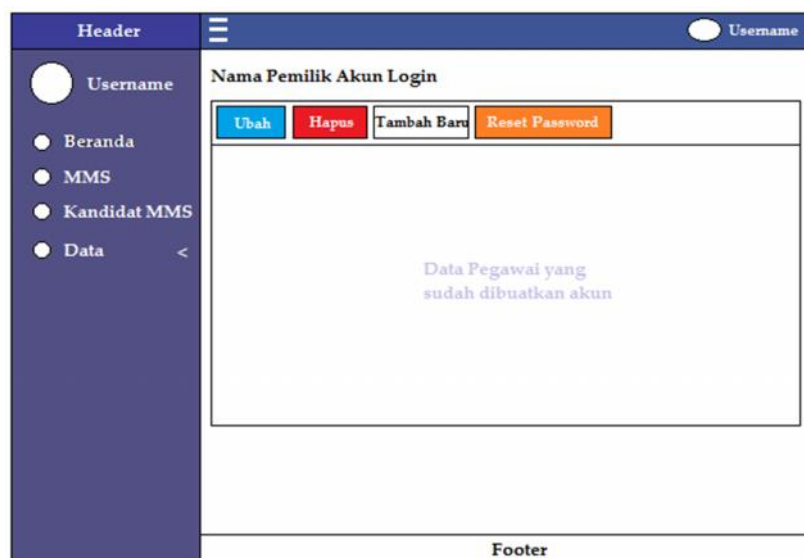 Header
Username
Username
Nama Pemilik Akun Login
Beranda
MMS
Kandidat MMS
Data <
Ubah
Hapus
Tambah Baru
Reset Password
Data Pegawai yang
sudah dibuatkan akun
Footer